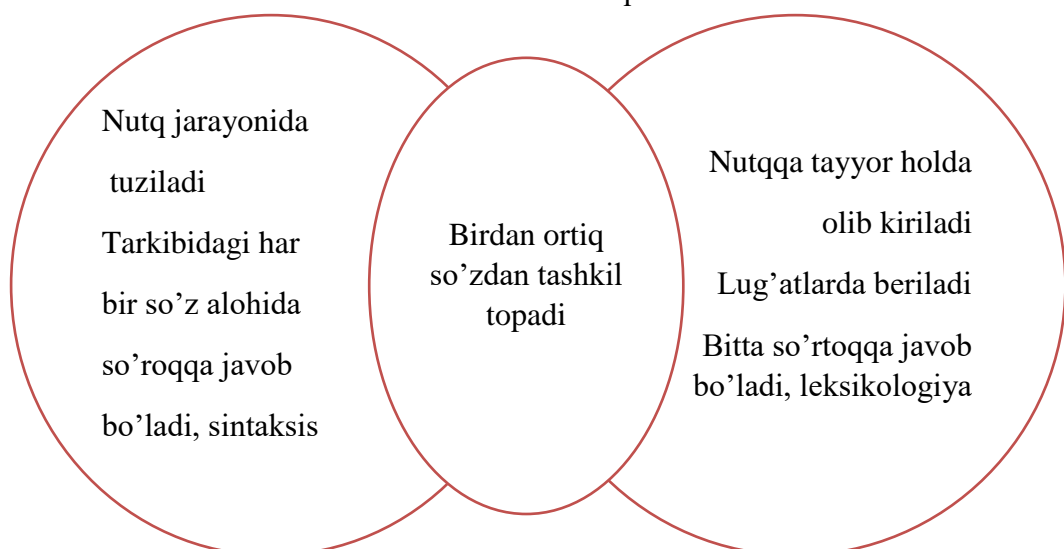 Nutq jarayonida
tuziladi
Tarkibidagi har
bir so’z alohida
so’roqqa javob
bo’ladi, sintaksis
Birdan ortiq
so’zdan tashkil
topadi
Nutqqa tayyor holda
olib kiriladi
Lug’atlarda beriladi
Bitta so’rtoqqa javob
bo’ladi, leksikologiya